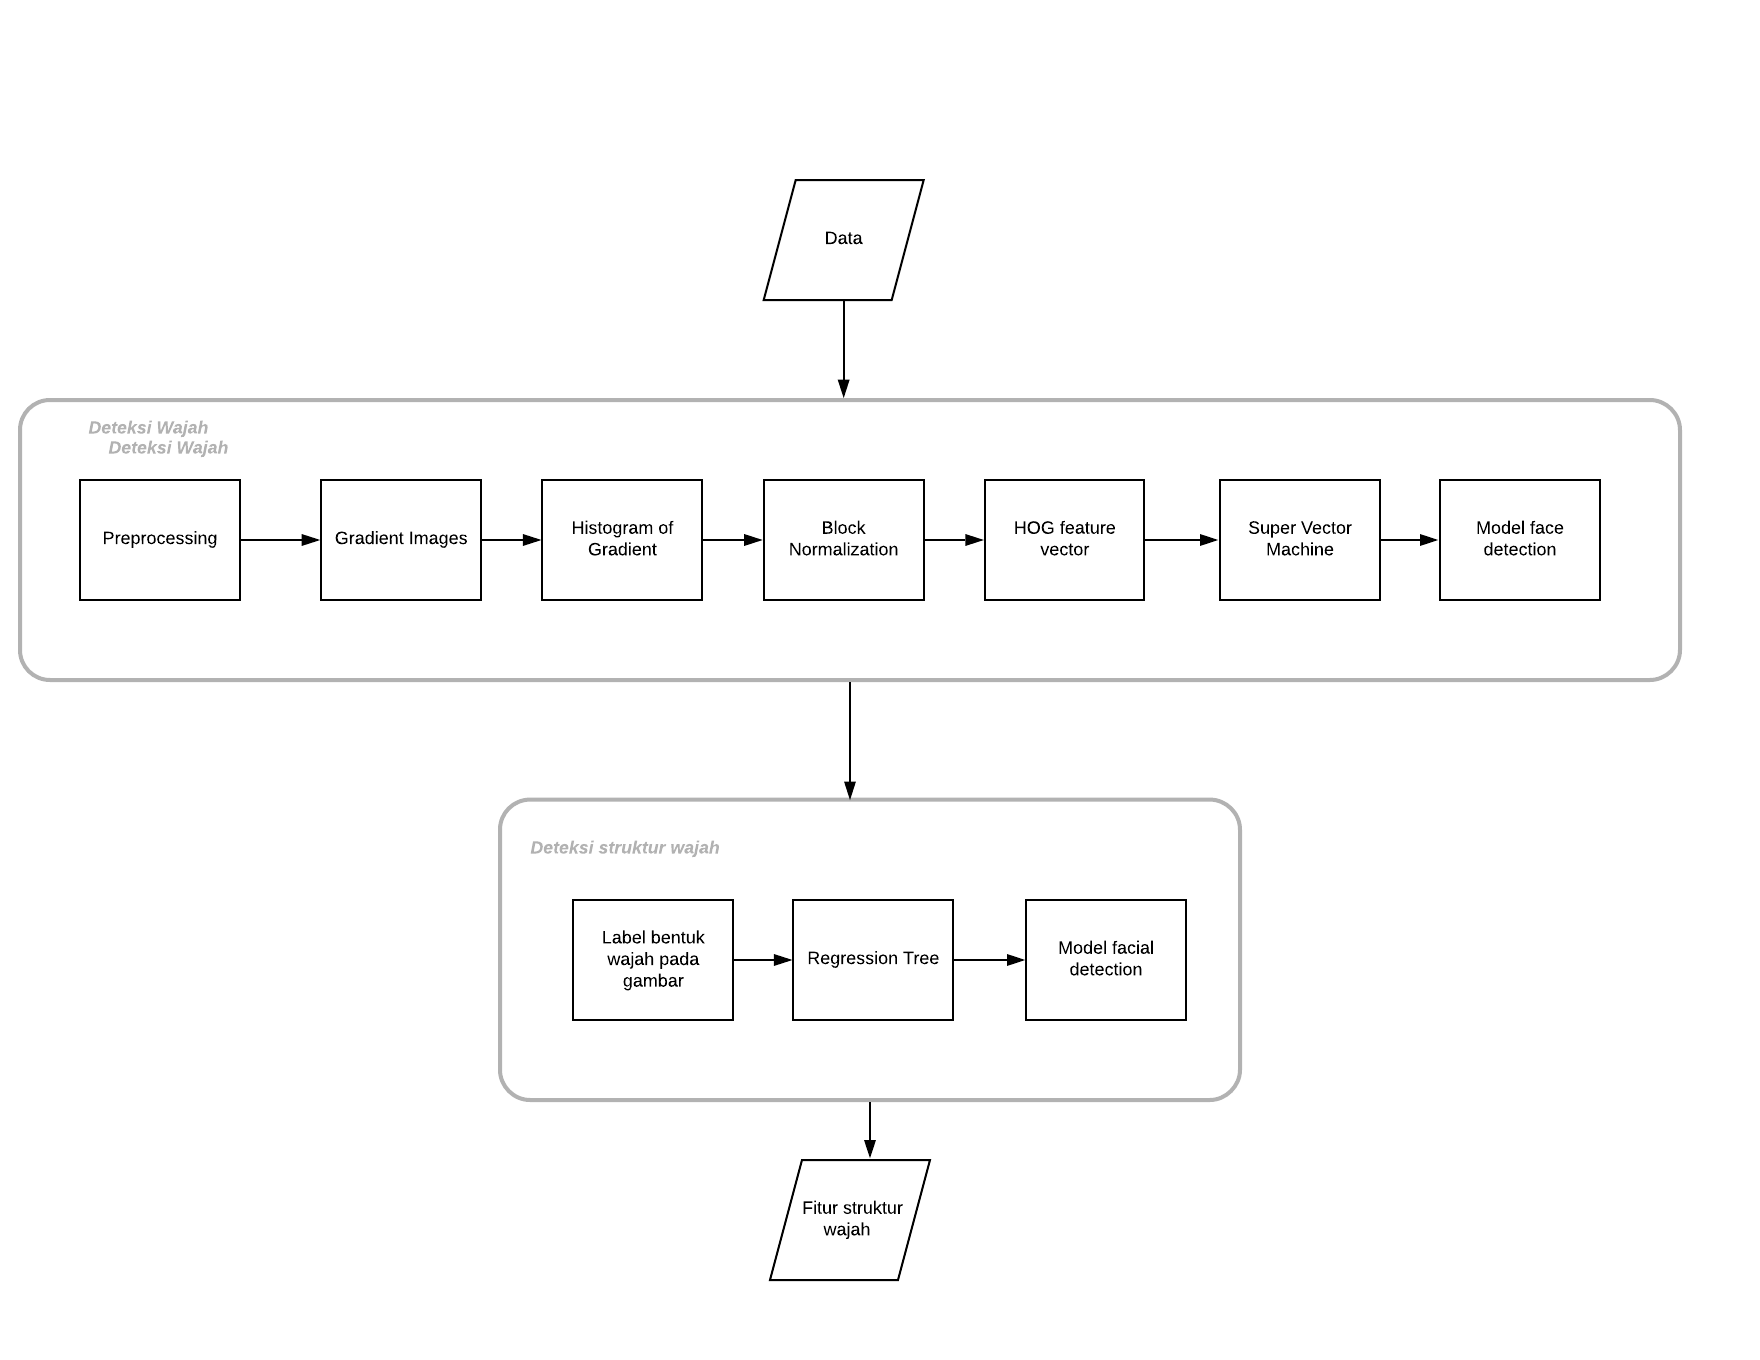 Data
Deteksi Wajah
Deteksi Wajah
Preprocessing
Gradient Images
Histogram of
Gradient
Block
Normalization
HOG feature
vector
Super Vector
Machine
Model face
detection
Deteksi struktur wajah
Label bentuk
wajah pada
gambar
Regression Tree
Model facial
detection
Fitur struktur
wajah